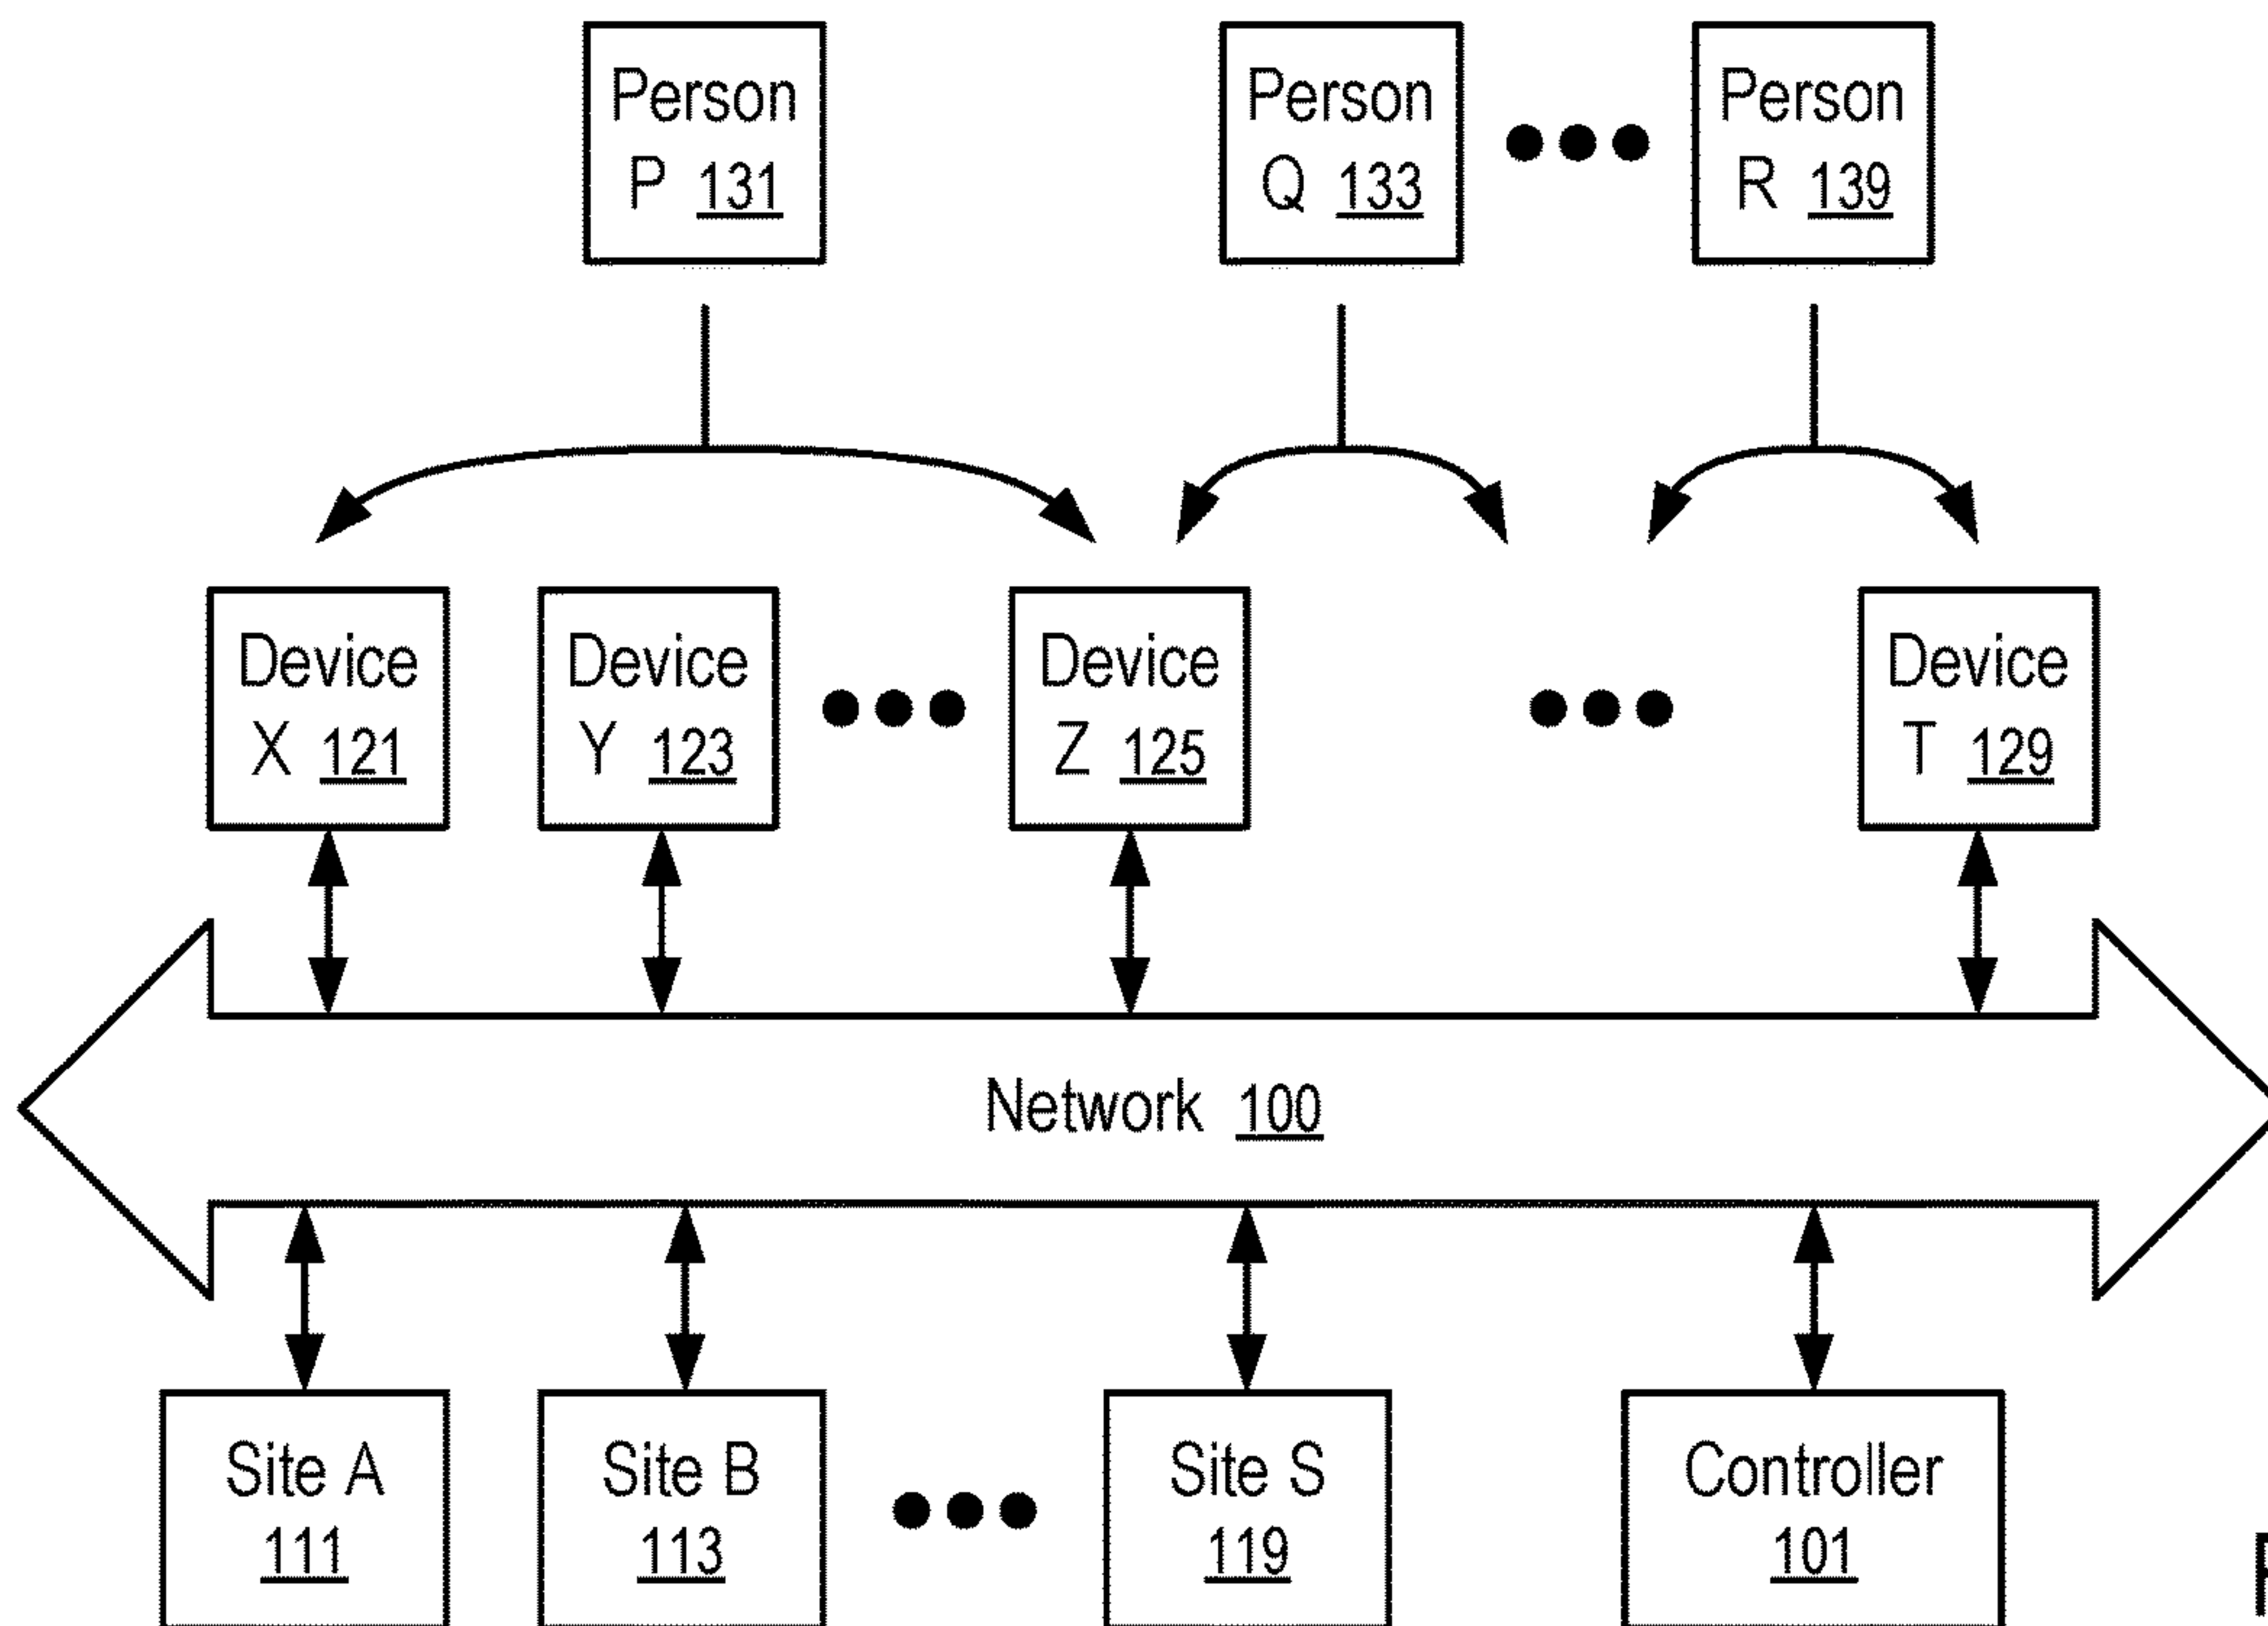 Person
P 131
Person
Q 133
Person
R 139
Device
X 121
Device
Y 123
Device
Z 125
Device
T 129
Network 100
Site A
111
Site B
113
Site S
119
Controller
101